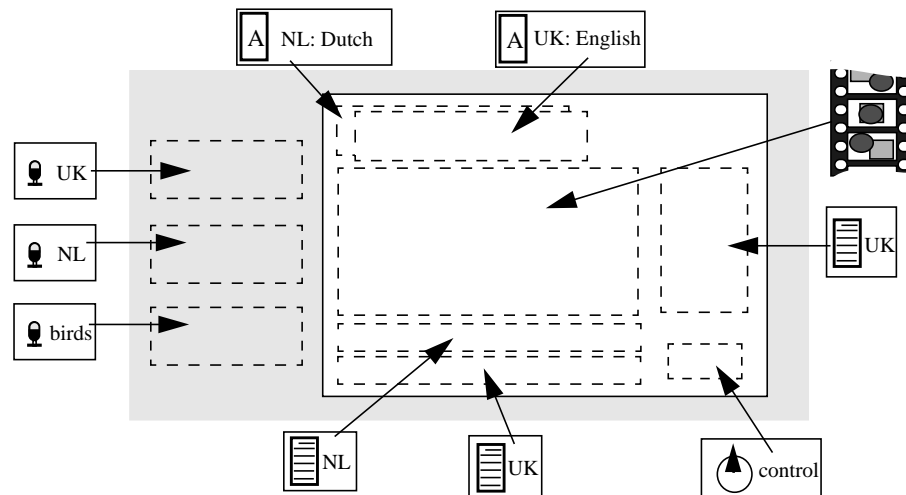 A NL: Dutch
A UK: English
UK
NL
UK
birds
NL
UK
control